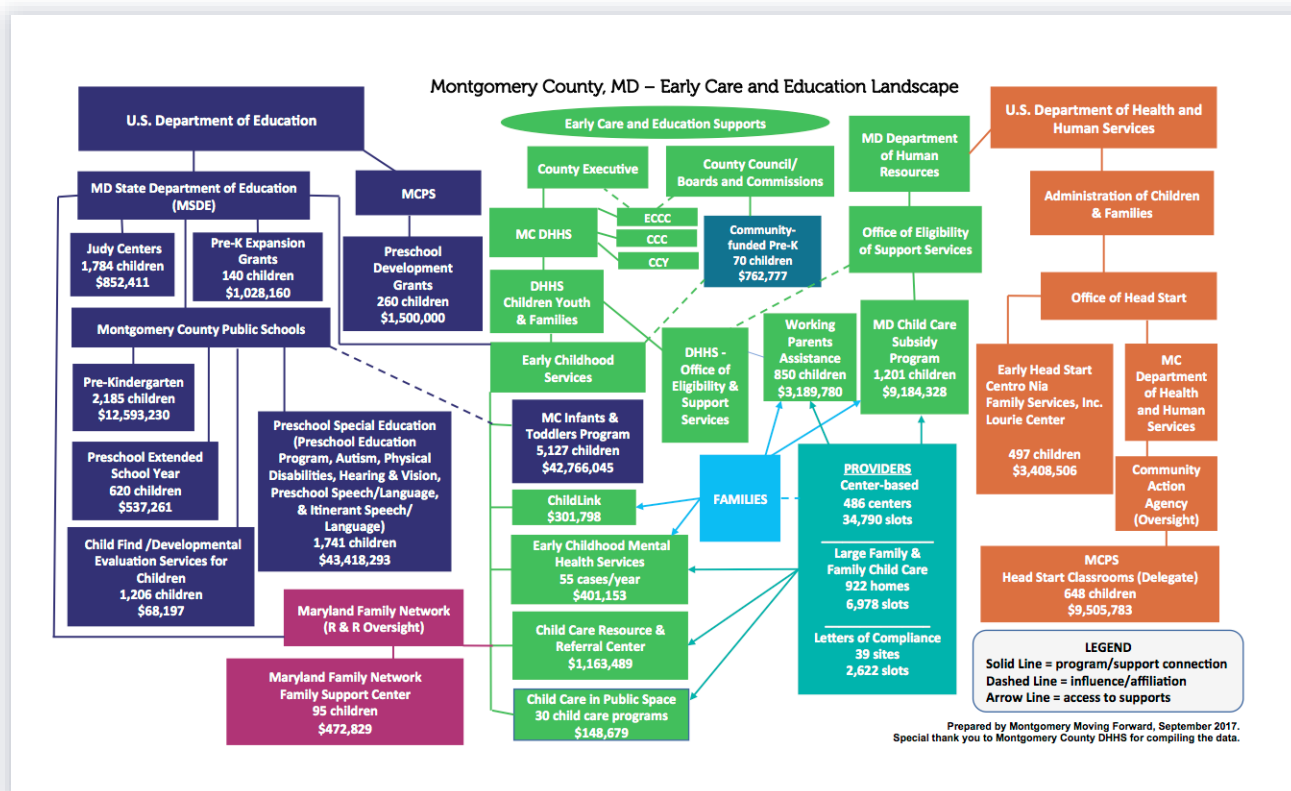 Montgomery County, MD – Early Care and Education Landscape
U.S. Department of Education
MD State Department of Education
(MSDE)
MCPS
Judy Centers
1,784 children
$852,411
Pre-K Expansion
Grants
140 children
$1,028,160
Preschool
Development
Grants
260 children
$1,500,000
Montgomery County Public Schools
Pre-Kindergarten
2,185 children
$12,593,230
Preschool Extended
School Year
620 children
$537,261
Child Find /Developmental
Evaluation Services for
Children
1,206 children
$68,197
Preschool Special Education
(Preschool Education
Program, Autism, Physical
Disabilities, Hearing & Vision,
Preschool Speech/Language,
& Itinerant Speech/
Language)
1,741 children
$43,418,293
Maryland Family Network
(R & R Oversight)
Maryland Family Network
Family Support Center
95 children
$472,829
Early Care and Education Supports
County Executive
County Council/
Boards and Commissions
MC DHHS
ECCC
CCC
CCY
Community-
funded Pre-K
70 children
$762,777
DHHS
Children Youth
& Families
Early Childhood
Services
DHHS -
Office of
Eligibility &
Support
Services
Working
Parents
Assistance
850 children
$3,189,780
MD Department
of Human
Resources
Office of Eligibility
of Support Services
MD Child Care
Subsidy
Program
1,201 children
$9,184,328
MC Infants &
Toddlers Program
5,127 children
$42,766,045
ChildLink
$301,798
Early Childhood Mental
Health Services
55 cases/year
$401,153
Child Care Resource &
Referral Center
$1,163,489
Child Care in Public Space
30 child care programs
$148,679
FAMILIES
PROVIDERS
Center-based
486 centers
34,790 slots
Large Family &
Family Child Care
922 homes
6,978 slots
Letters of Compliance
39 sites
2,622 slots
U.S. Department of Health and
Human Services
Administration of Children
& Families
Office of Head Start
Early Head Start
Centro Nia
Family Services, Inc.
Lourie Center
497 children
$3,408,506
MC
Department
of Health
and Human
Services
Community
Action
Agency
(Oversight)
MCPS
Head Start Classrooms (Delegate)
648 children
$9,505,783
LEGEND
Solid Line = program/support connection
Dashed Line = influence/affiliation
Arrow Line = access to supports
Prepared by Montgomery Moving Forward, September 2017.
Special thank you to Montgomery County DHHS for compiling the data.